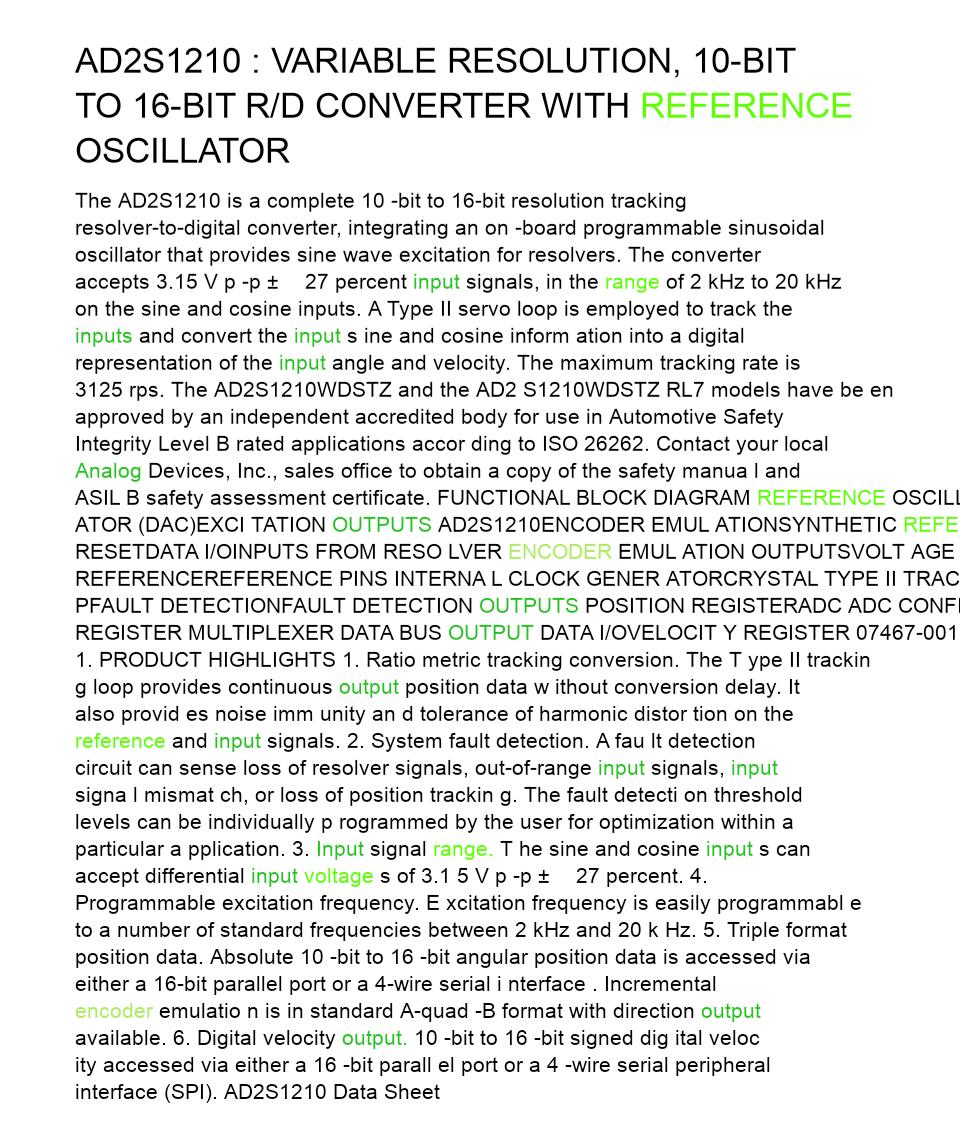 AD2S1210 : VARIABLE RESOLUTION, 10-BIT
TO 16-BIT R/D CONVERTER WITH REFERENCE
OSCILLATOR
The AD2S1210 is a complete 10 -bit to 16-bit resolution tracking
resolver-to-digital converter, integrating an on -board programmable sinusoidal
oscillator that provides sine wave excitation for resolvers. The converter
accepts 3.15 V p -p ± 27 percent input signals, in the range of 2 kHz to 20 kHz
on the sine and cosine inputs. A Type II servo loop is employed to track the
inputs and convert the input s ine and cosine inform ation into a digital
representation of the input angle and velocity. The maximum tracking rate is
3125 rps. The AD2S1210WDSTZ and the AD2 S1210WDSTZ RL7 models have be en
approved by an independent accredited body for use in Automotive Safety
Integrity Level B rated applications accor ding to ISO 26262. Contact your local
Analog Devices, Inc., sales office to obtain a copy of the safety manua l and
ASIL B safety assessment certificate. FUNCTIONAL BLOCK DIAGRAM REFERENCE OSCILL
ATOR (DAC)EXCI TATION OUTPUTS AD2S1210ENCODER EMUL ATIONSYNTHETIC REFE
RESETDATA I/OINPUTS FROM RESO LVER ENCODER EMUL ATION OUTPUTSVOLT AGE
REFERENCEREFERENCE PINS INTERNA L CLOCK GENER ATORCRYSTAL TYPE II TRAC
PFAULT DETECTIONFAULT DETECTION OUTPUTS POSITION REGISTERADC ADC CONFI
REGISTER MULTIPLEXER DATA BUS OUTPUT DATA I/OVELOCIT Y REGISTER 07467-001
1. PRODUCT HIGHLIGHTS 1. Ratio metric tracking conversion. The T ype II trackin
g loop provides continuous output position data w ithout conversion delay. It
also provid es noise imm unity an d tolerance of harmonic distor tion on the
reference and input signals. 2. System fault detection. A fau lt detection
circuit can sense loss of resolver signals, out-of-range input signals, input
signa l mismat ch, or loss of position trackin g. The fault detecti on threshold
levels can be individually p rogrammed by the user for optimization within a
particular a pplication. 3. Input signal range. T he sine and cosine input s can
accept differential input voltage s of 3.1 5 V p -p ± 27 percent. 4.
Programmable excitation frequency. E xcitation frequency is easily programmabl e
to a number of standard frequencies between 2 kHz and 20 k Hz. 5. Triple format
position data. Absolute 10 -bit to 16 -bit angular position data is accessed via
either a 16-bit parallel port or a 4-wire serial i nterface . Incremental
encoder emulatio n is in standard A-quad -B format with direction output
available. 6. Digital velocity output. 10 -bit to 16 -bit signed dig ital veloc
ity accessed via either a 16 -bit parall el port or a 4 -wire serial peripheral
interface (SPI). AD2S1210 Data Sheet